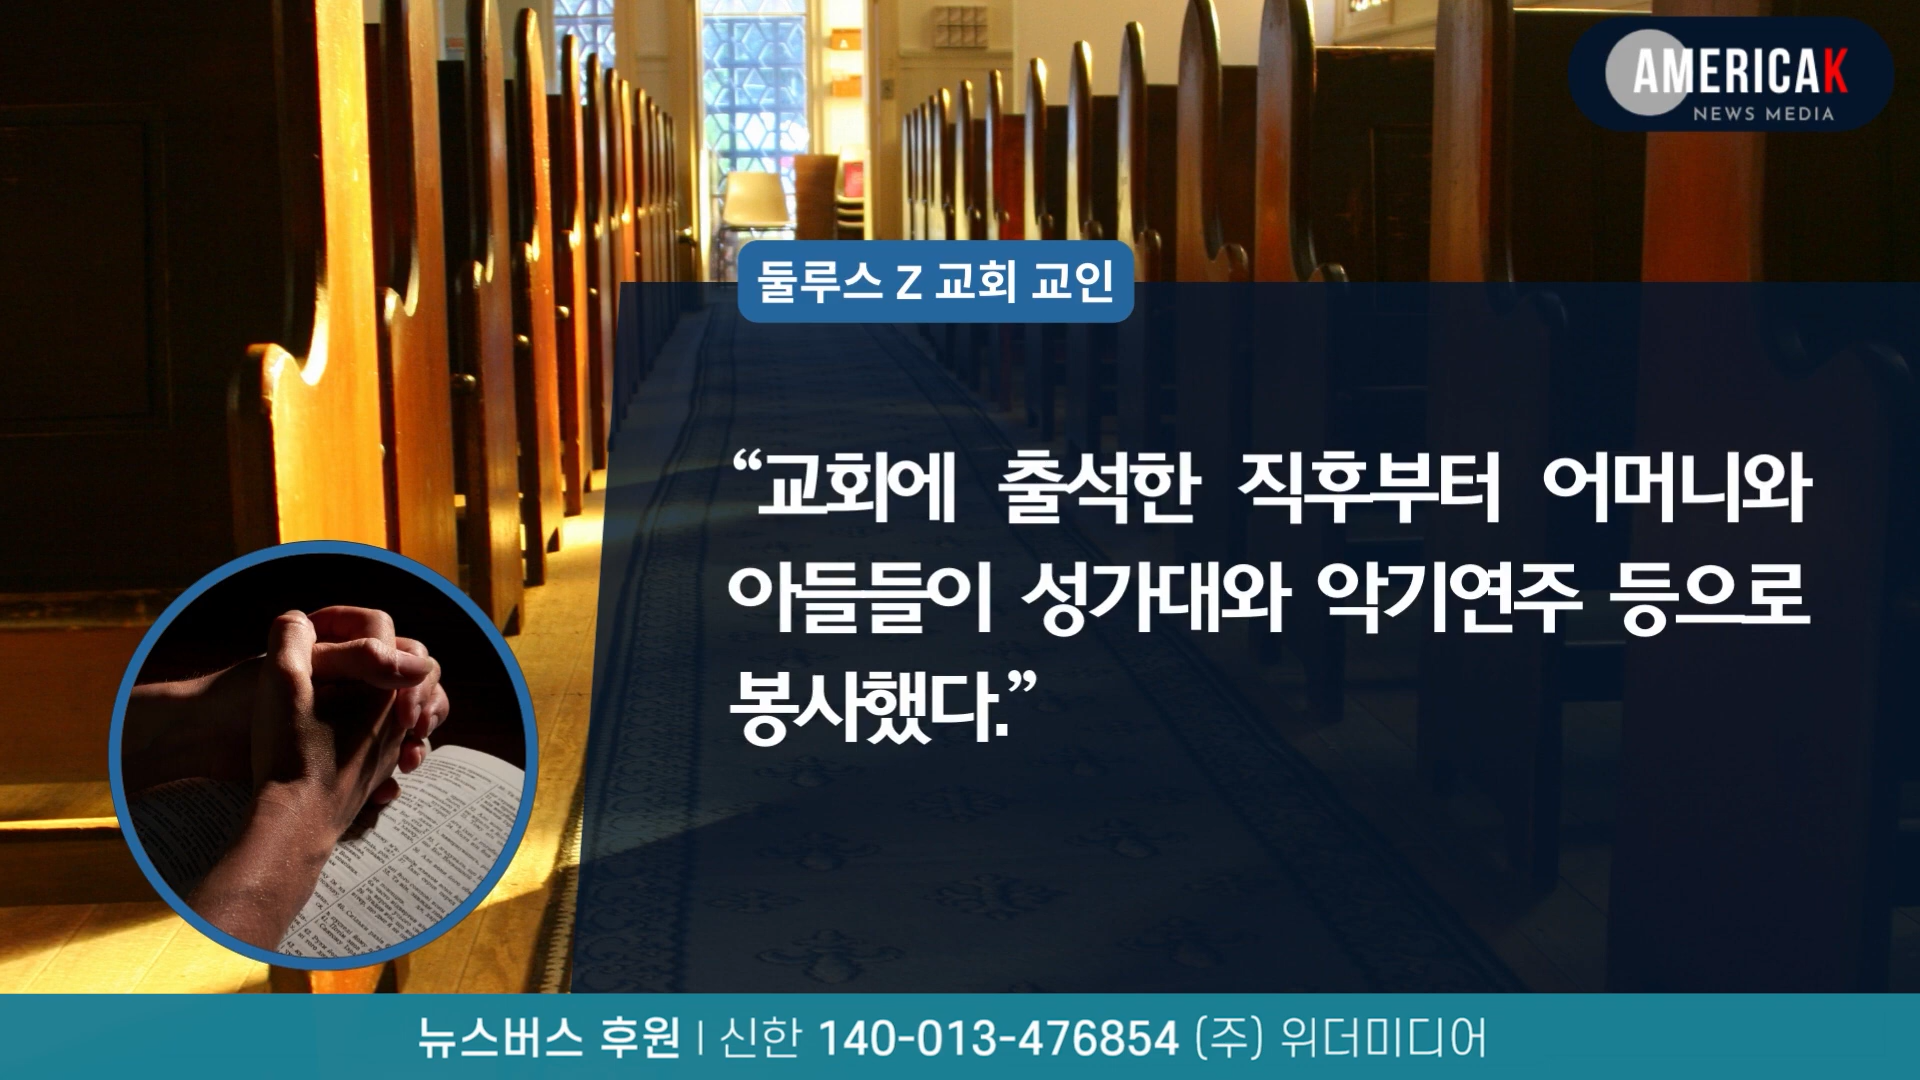 AMERICAK
NEWS MEDIA
둘루스 Z 교회 교인
“교회에 출석한 직후부터 어머니와
아들들이 성가대와 악기연주 등으로
봉사했다.”
뉴스버스 후원 | 신한 140-013-476854 (주) 위더미디어